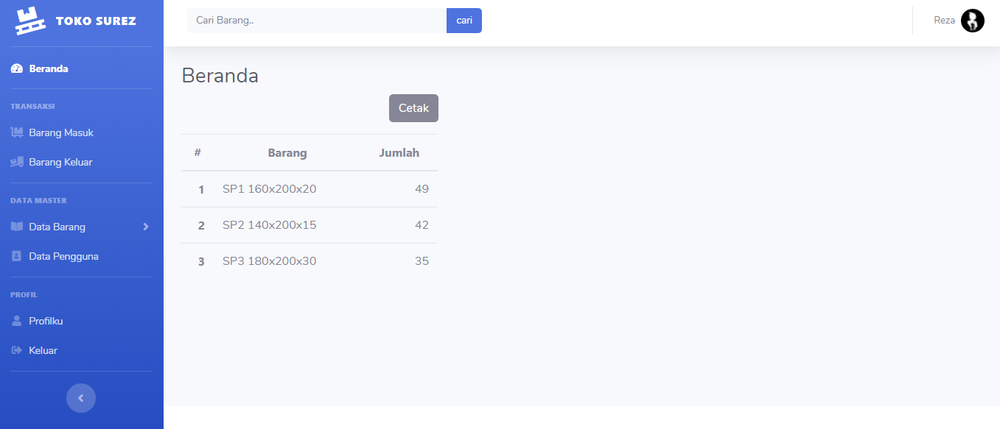 TOKO SUREZ
Beranda
TRANSAKSI
Barang Masuk
Barang Keluar
DATA MASTER
Data Barang
Data Pengguna
PROFIL
Profilku
Keluar
Cari Barang..
cari
Reza
Beranda
Cetak
# Barang Jumlah
1 SP1 160x200x20 49
2 SP2 140x200x15 42
3 SP3 180x200x30 35